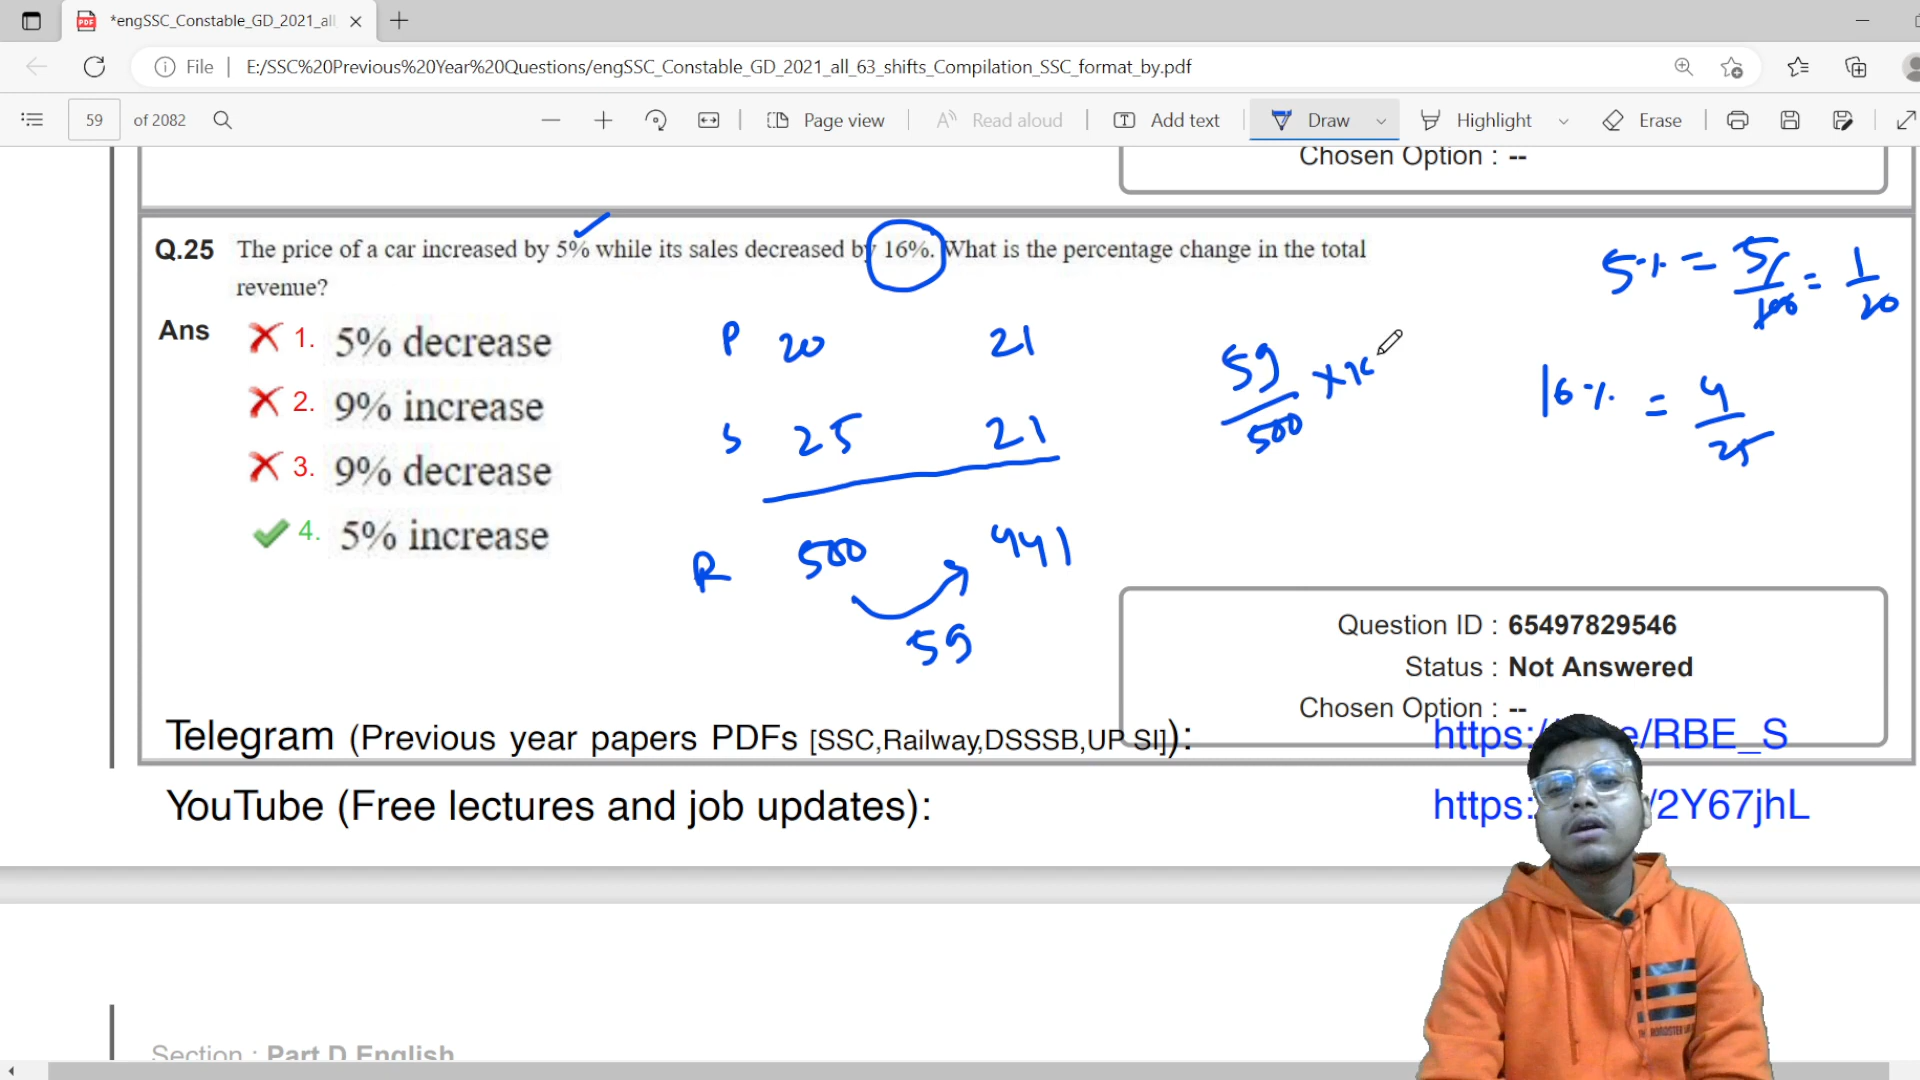 *engSSC_Constable_GD_2021_all
File | E:/SSC%20Previous%20Year%20Questions/engSSC_Constable_GD_2021_all_63_shifts_Compilation_SSC_format_by.pdf
59 of 2082 Page view Read aloud Add text Draw Highlight Erase
Chosen Option : --
Q.25 The price of a car increased by 5% while its sales decreased by 16%. What is the percentage change in the total
revenue?
Ans 1. 5% decrease
2. 9% increase
3. 9% decrease
4. 5% increase
P 20 21
S 25 21
R 500 441
59
59/500 ×
5% = 5/100 = 1/20
16% = 4/25
Question ID : 65497829546
Status : Not Answered
Chosen Option : --
Telegram (Previous year papers PDFs [SSC,Railway,DSSSB,UP SI]): https:/ e/RBE_S
YouTube (Free lectures and job updates): https: /2Y67jhL
Section : Part D English